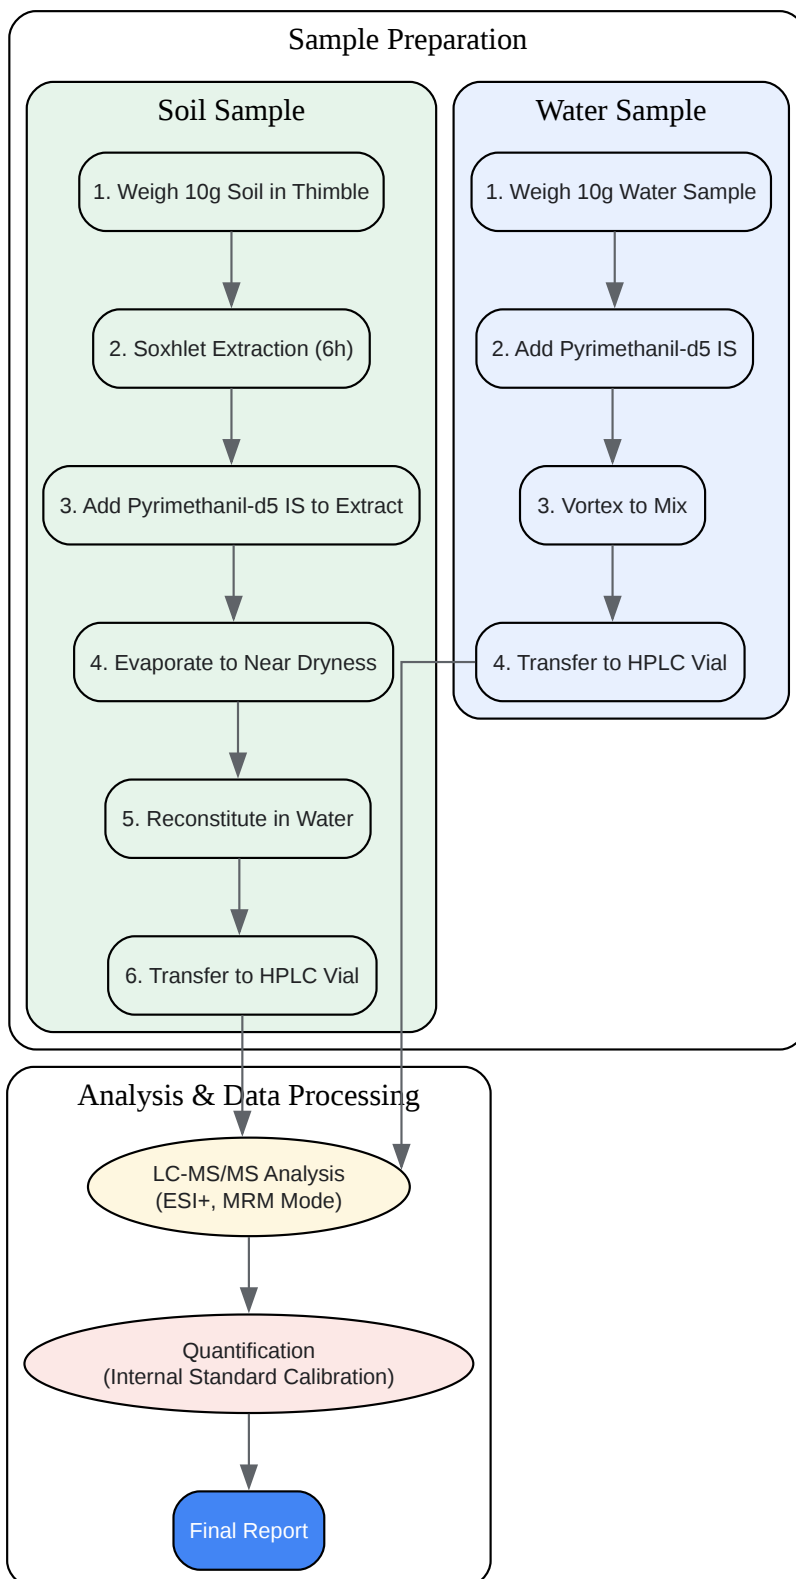 Sample Preparation
Soil Sample
1. Weigh 10g Soil in Thimble
2. Soxhlet Extraction (6h)
3. Add Pyrimethanil-d5 IS to Extract
4. Evaporate to Near Dryness
5. Reconstitute in Water
6. Transfer to HPLC Vial
Water Sample
1. Weigh 10g Water Sample
2. Add Pyrimethanil-d5 IS
3. Vortex to Mix
4. Transfer to HPLC Vial
Analysis & Data Processing
LC-MS/MS Analysis
(ESI+, MRM Mode)
Quantification
(Internal Standard Calibration)
Final Report